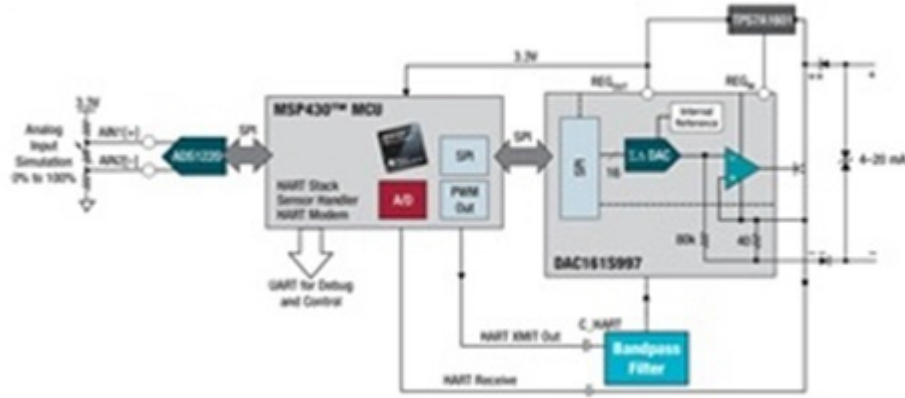 TPS7A1601
3.3V
REG_OUT
REG_IN
MSP430™ MCU
Internal
Reference
3.3V
Analog
Input
Simulation
0% to 100%
AIN1[+]
AIN2[-]
ADS1220
SPI
SPI
SPI
SPI
16
ΣΔ DAC
++
+
4–20 mA
HART Stack
Sensor Handler
HART Modem
A/D
PWM
Out
80k
40
--
-
DAC161S997
UART for Debug
and Control
HART XMIT Out
C_HART
Bandpass
Filter
HART Receive